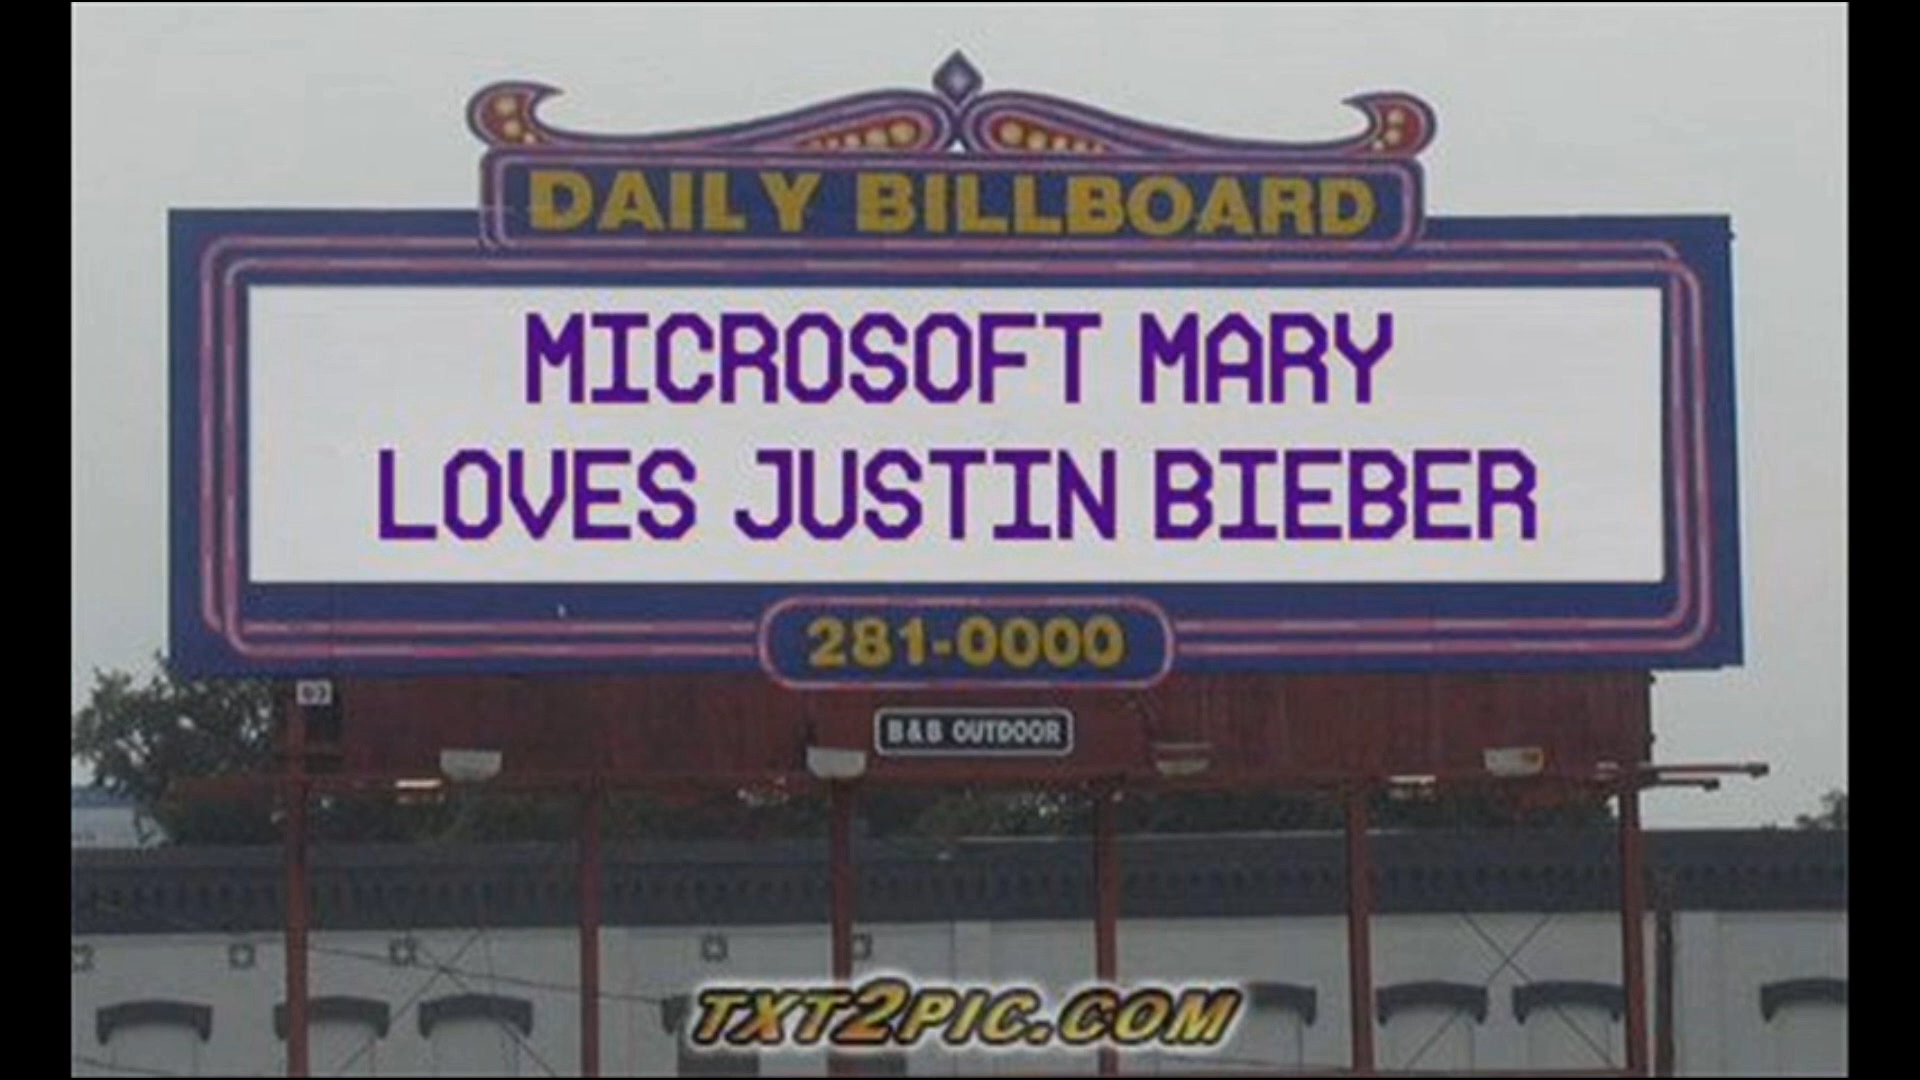 DAILY BILLBOARD
MICROSOFT MARY
LOVES JUSTIN BIEBER
281-0000
B&B OUTDOOR
TXT2PIC.COM